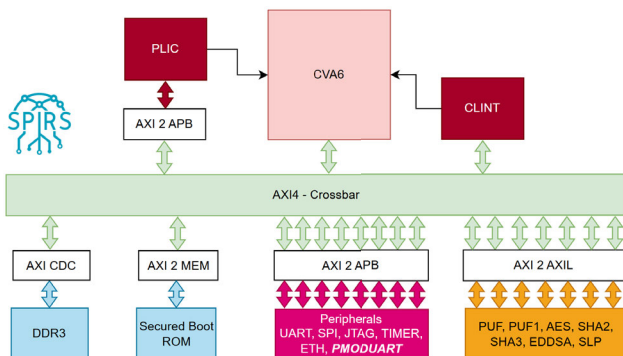 PLIC
CVA6
CLINT
SPIRS
AXI 2 APB
AXI4 - Crossbar
AXI CDC
AXI 2 MEM
AXI 2 APB
AXI 2 AXIL
DDR3
Secured Boot
ROM
Peripherals
UART, SPI, JTAG, TIMER,
ETH, PMODUART
PUF, PUF1, AES, SHA2,
SHA3, EDDSA, SLP